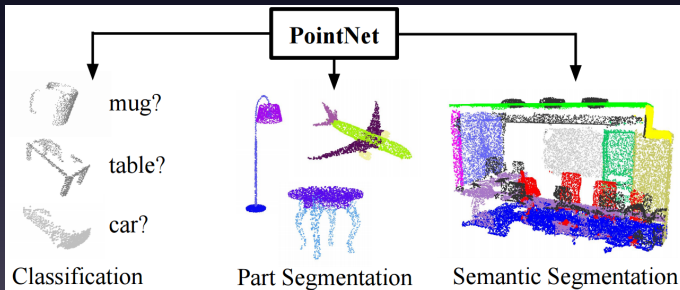 PointNet
mug?
table?
car?
Classification
Part Segmentation
Semantic Segmentation